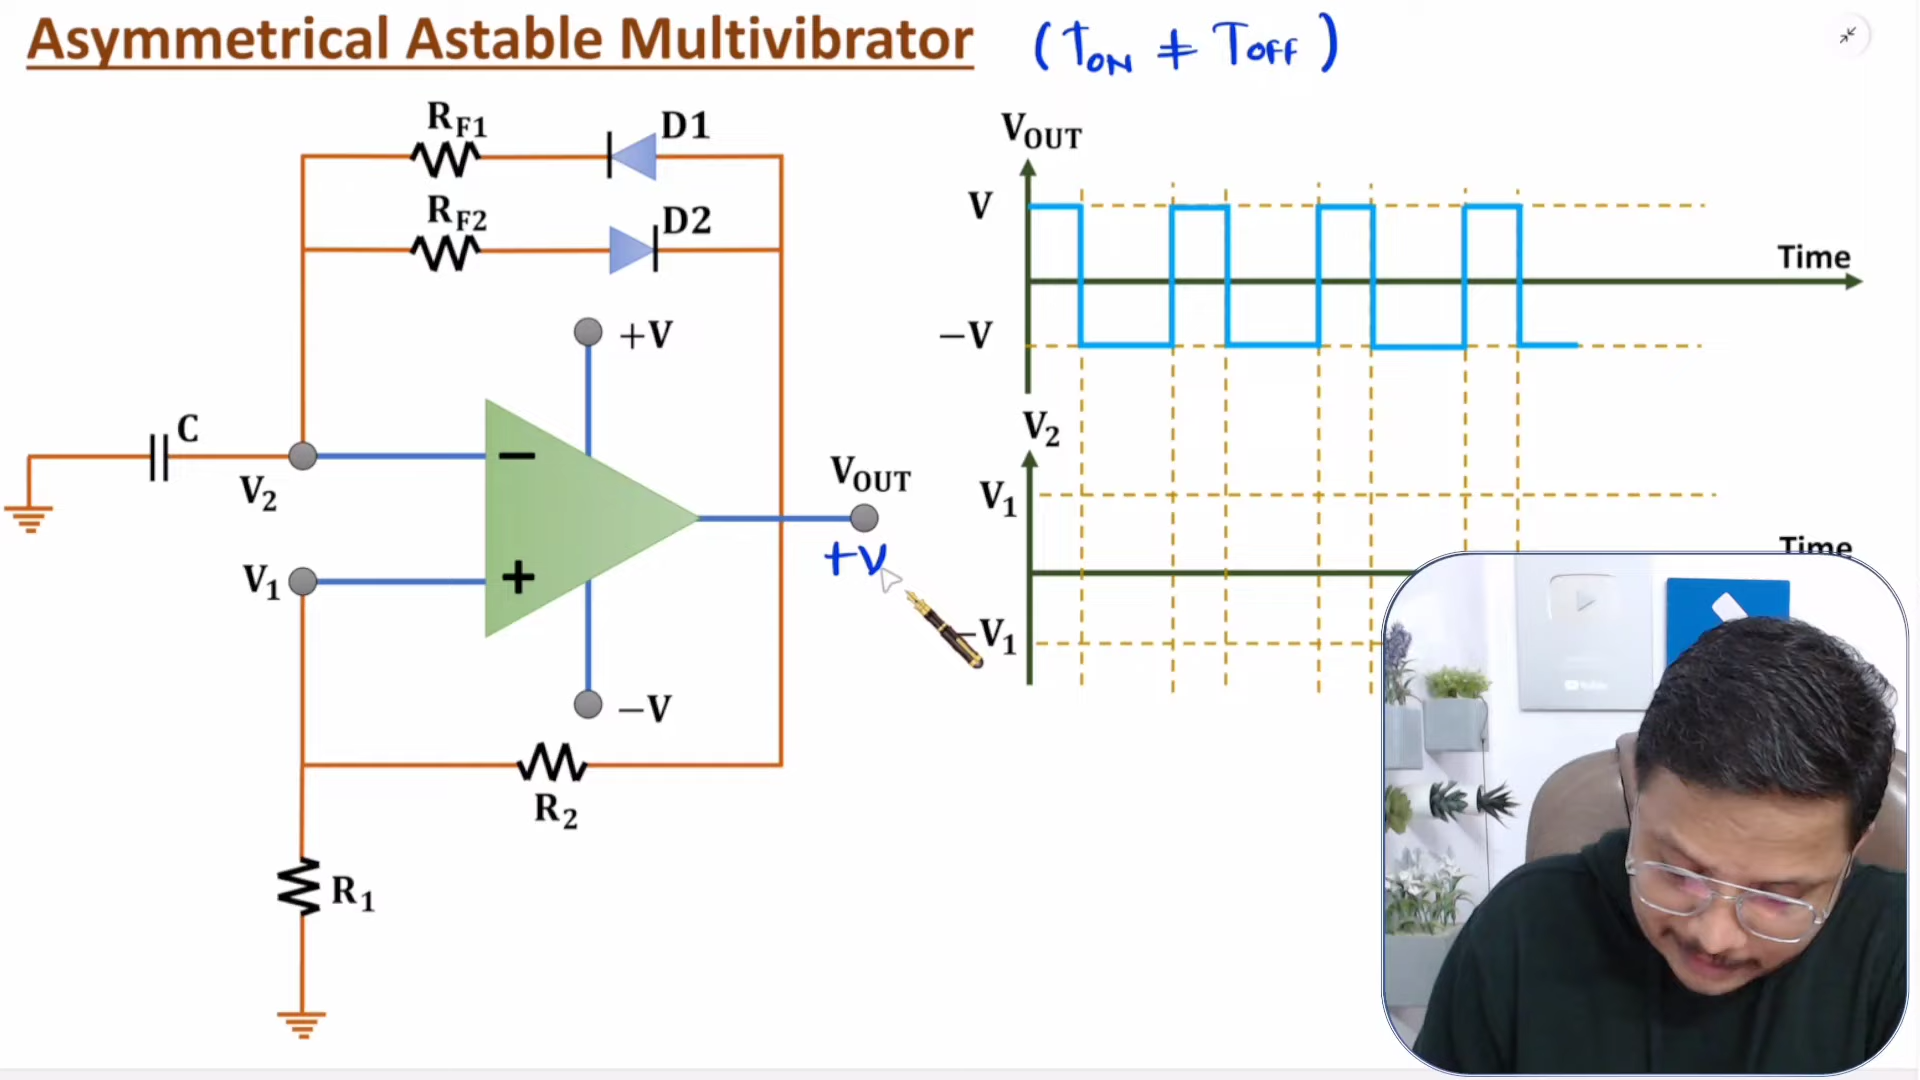 Asymmetrical Astable Multivibrator (TON ≠ TOFF)
RF1
D1
RF2
D2
+V
C
V2
−
VOUT
+V
V1
+
−V
R2
R1
VOUT
V
Time
−V
V2
V1
Time
−V1